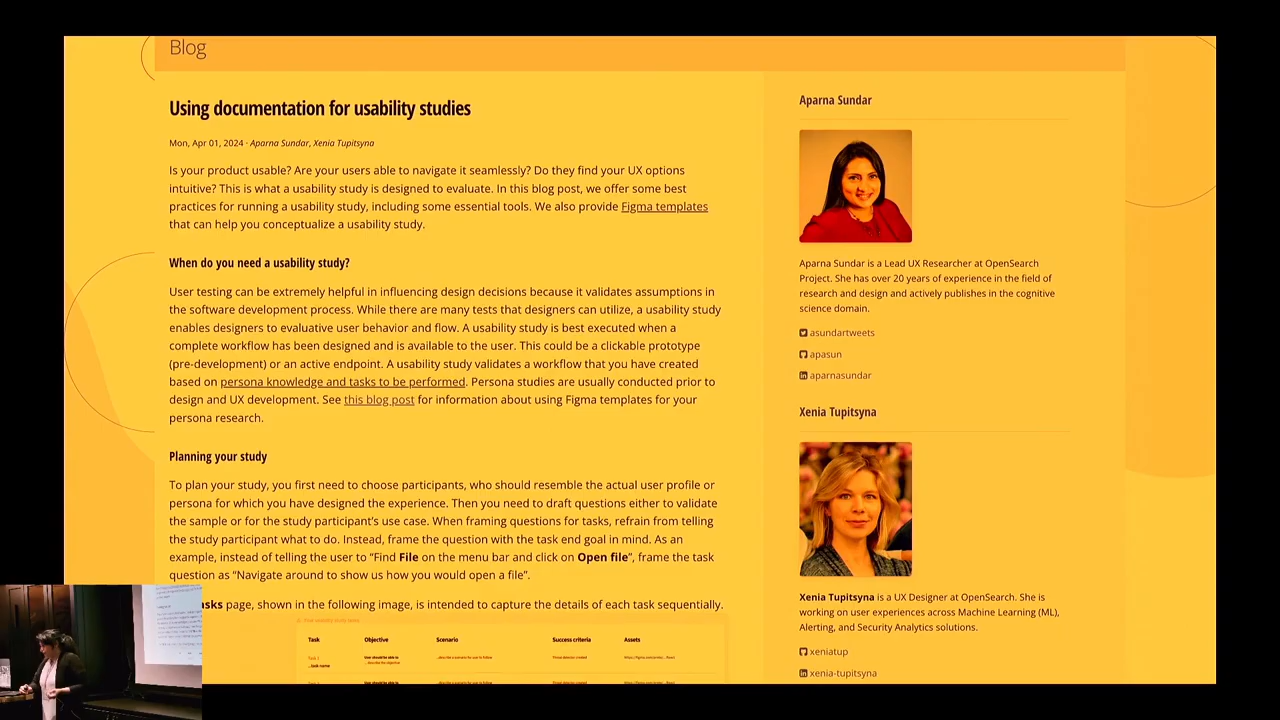 Blog
Using documentation for usability studies
Mon, Apr 01, 2024 · Aparna Sundar, Xenia Tupitsyna
Is your product usable? Are your users able to navigate it seamlessly? Do they find your UX options
intuitive? This is what a usability study is designed to evaluate. In this blog post, we offer some best
practices for running a usability study, including some essential tools. We also provide Figma templates
that can help you conceptualize a usability study.
When do you need a usability study?
User testing can be extremely helpful in influencing design decisions because it validates assumptions in
the software development process. While there are many tests that designers can utilize, a usability study
enables designers to evaluative user behavior and flow. A usability study is best executed when a
complete workflow has been designed and is available to the user. This could be a clickable prototype
(pre-development) or an active endpoint. A usability study validates a workflow that you have created
based on persona knowledge and tasks to be performed. Persona studies are usually conducted prior to
design and UX development. See this blog post for information about using Figma templates for your
persona research.
Planning your study
To plan your study, you first need to choose participants, who should resemble the actual user profile or
persona for which you have designed the experience. Then you need to draft questions either to validate
the sample or for the study participant's use case. When framing questions for tasks, refrain from telling
the study participant what to do. Instead, frame the question with the task end goal in mind. As an
example, instead of telling the user to “Find File on the menu bar and click on Open file”, frame the task
question as “Navigate around to show us how you would open a file”.
page, shown in the following image, is intended to capture the details of each task sequentially.
Task Objective Scenario Success criteria Assets
Task 1 User should be able to
...task name ...describe the objective
Aparna Sundar
Aparna Sundar is a Lead UX Researcher at OpenSearch
Project. She has over 20 years of experience in the field of
research and design and actively publishes in the cognitive
science domain.
asundartweets
apasun
aparnasundar
Xenia Tupitsyna
Xenia Tupitsyna is a UX Designer at OpenSearch. She is
working on user experiences across Machine Learning (ML),
Alerting, and Security Analytics solutions.
xeniatup
xenia-tupitsyna